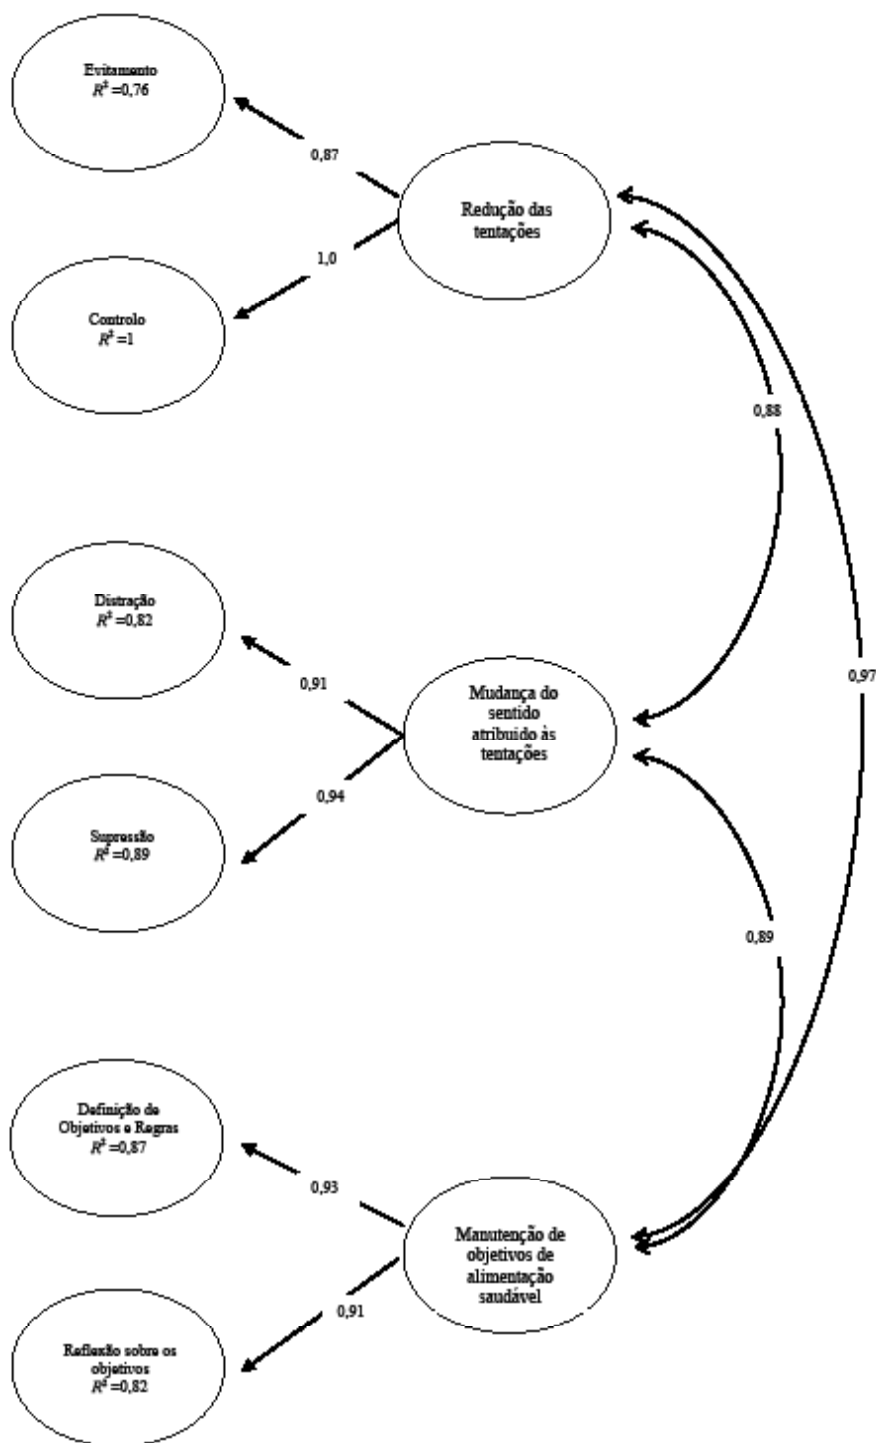 Evitamento
R² =0,76
0,87
Redução das
tentações
1,0
Controlo
R² =1
0,88
Distração
R² =0,82
0,91
Mudança do
sentido
atribuido às
tentações
0,97
0,94
Supressão
R² =0,89
0,89
Definição de
Objetivos e Regras
R² =0,87
0,93
Manutenção de
objetivos de
alimentação
saudável
0,91
Reflexão sobre os
objetivos
R² =0,82